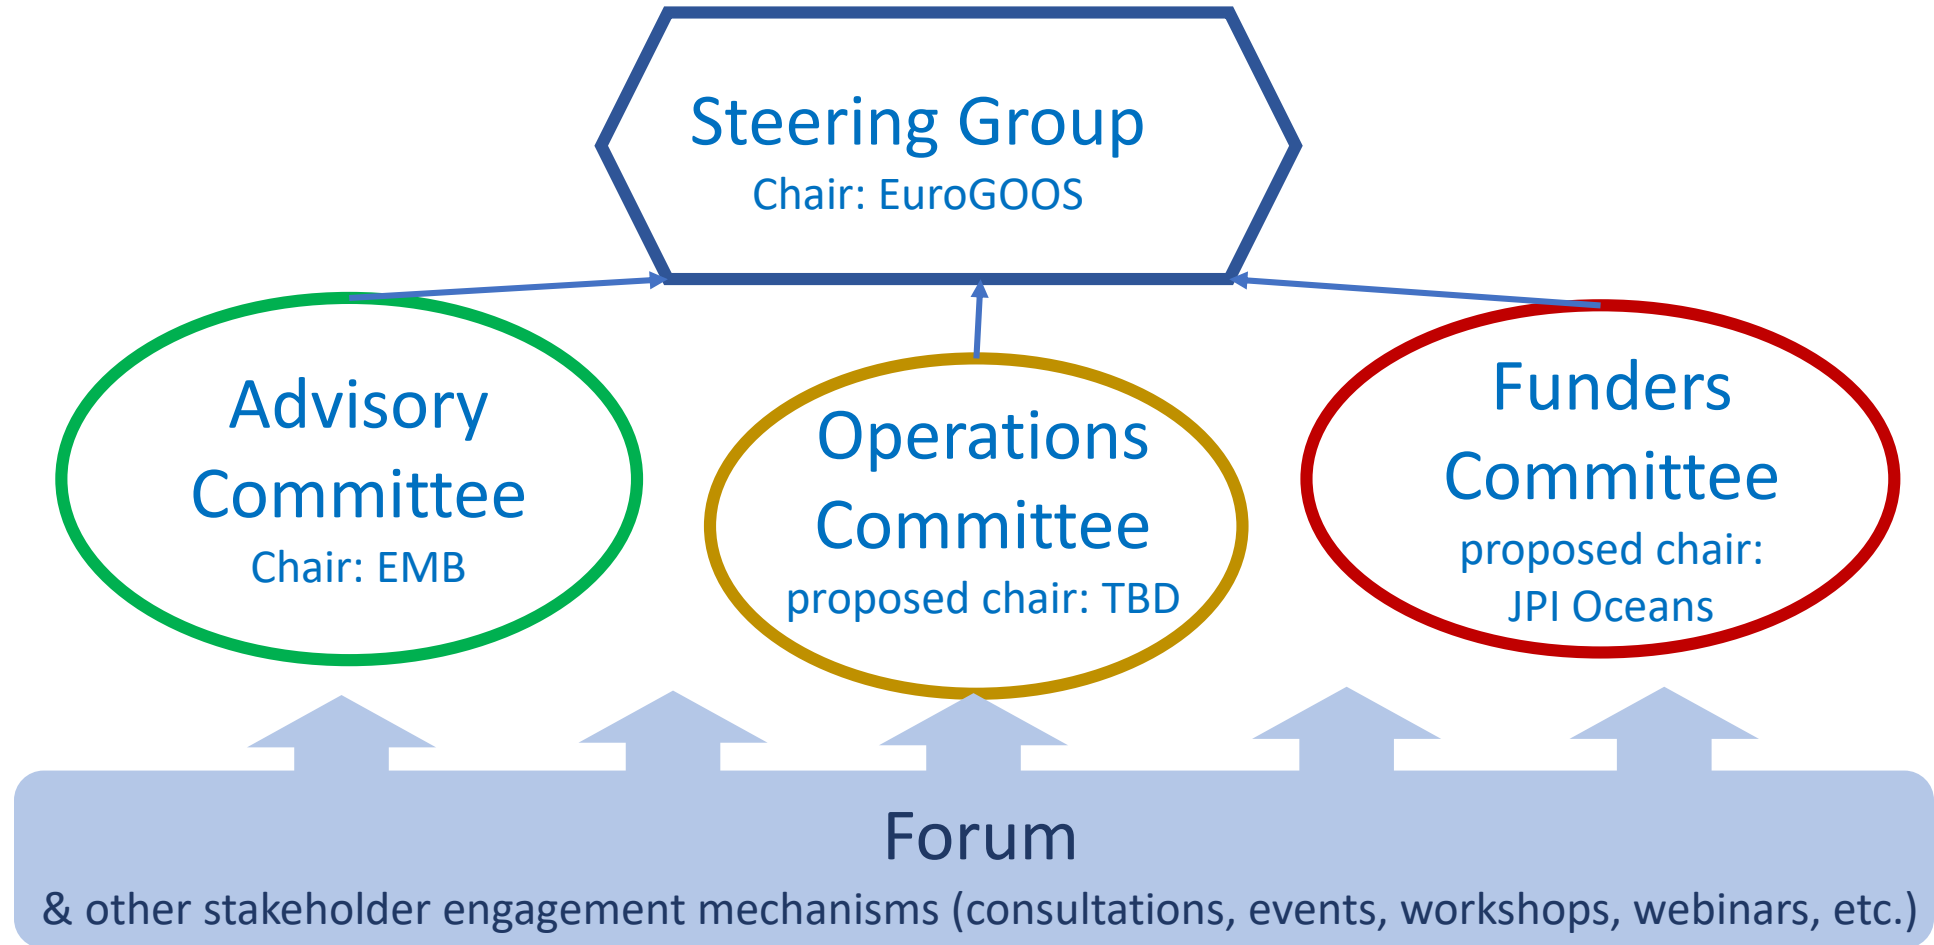 Steering Group
Chair: EuroGOOS
Advisory
Committee
Chair: EMB
Operations
Committee
proposed chair: TBD
Funders
Committee
proposed chair:
JPI Oceans
Forum
& other stakeholder engagement mechanisms (consultations, events, workshops, webinars, etc.)